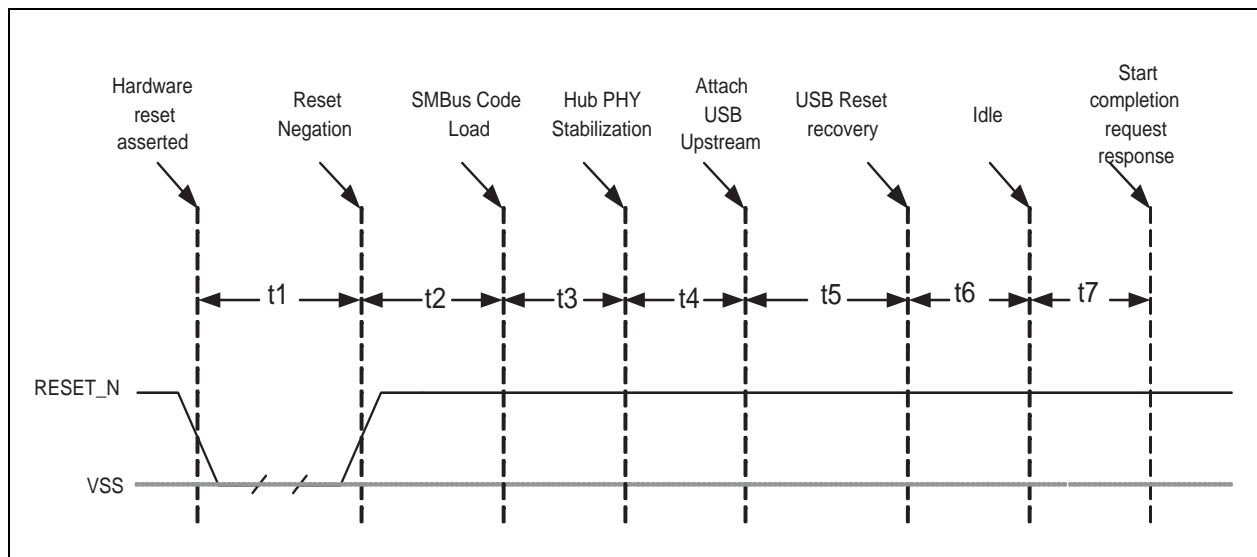 Hardware
reset
asserted
Reset
Negation
SMBus Code
Load
Hub PHY
Stabilization
Attach
USB
Upstream
USB Reset
recovery
Idle
Start
completion
request
response
t1
t2
t3
t4
t5
t6
t7
RESET_N
VSS